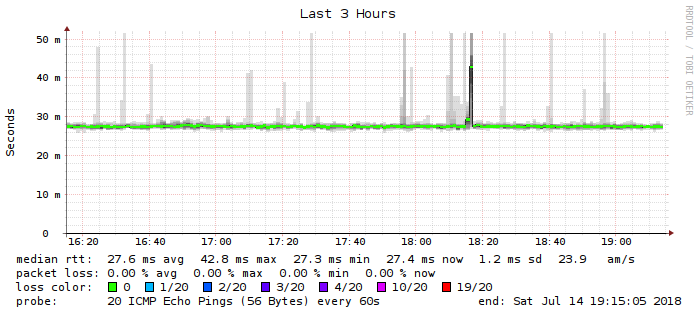 Last 3 Hours
RRDTOOL / TOBI OETIKER
Seconds
50 m
40 m
30 m
20 m
10 m
0
16:20 16:40 17:00 17:20 17:40 18:00 18:20 18:40 19:00
median rtt: 27.6 ms avg 42.8 ms max 27.3 ms min 27.4 ms now 1.2 ms sd 23.9 am/s
packet loss: 0.00 % avg 0.00 % max 0.00 % min 0.00 % now
loss color: 0 1/20 2/20 3/20 4/20 10/20 19/20
probe: 20 ICMP Echo Pings (56 Bytes) every 60s end: Sat Jul 14 19:15:05 2018